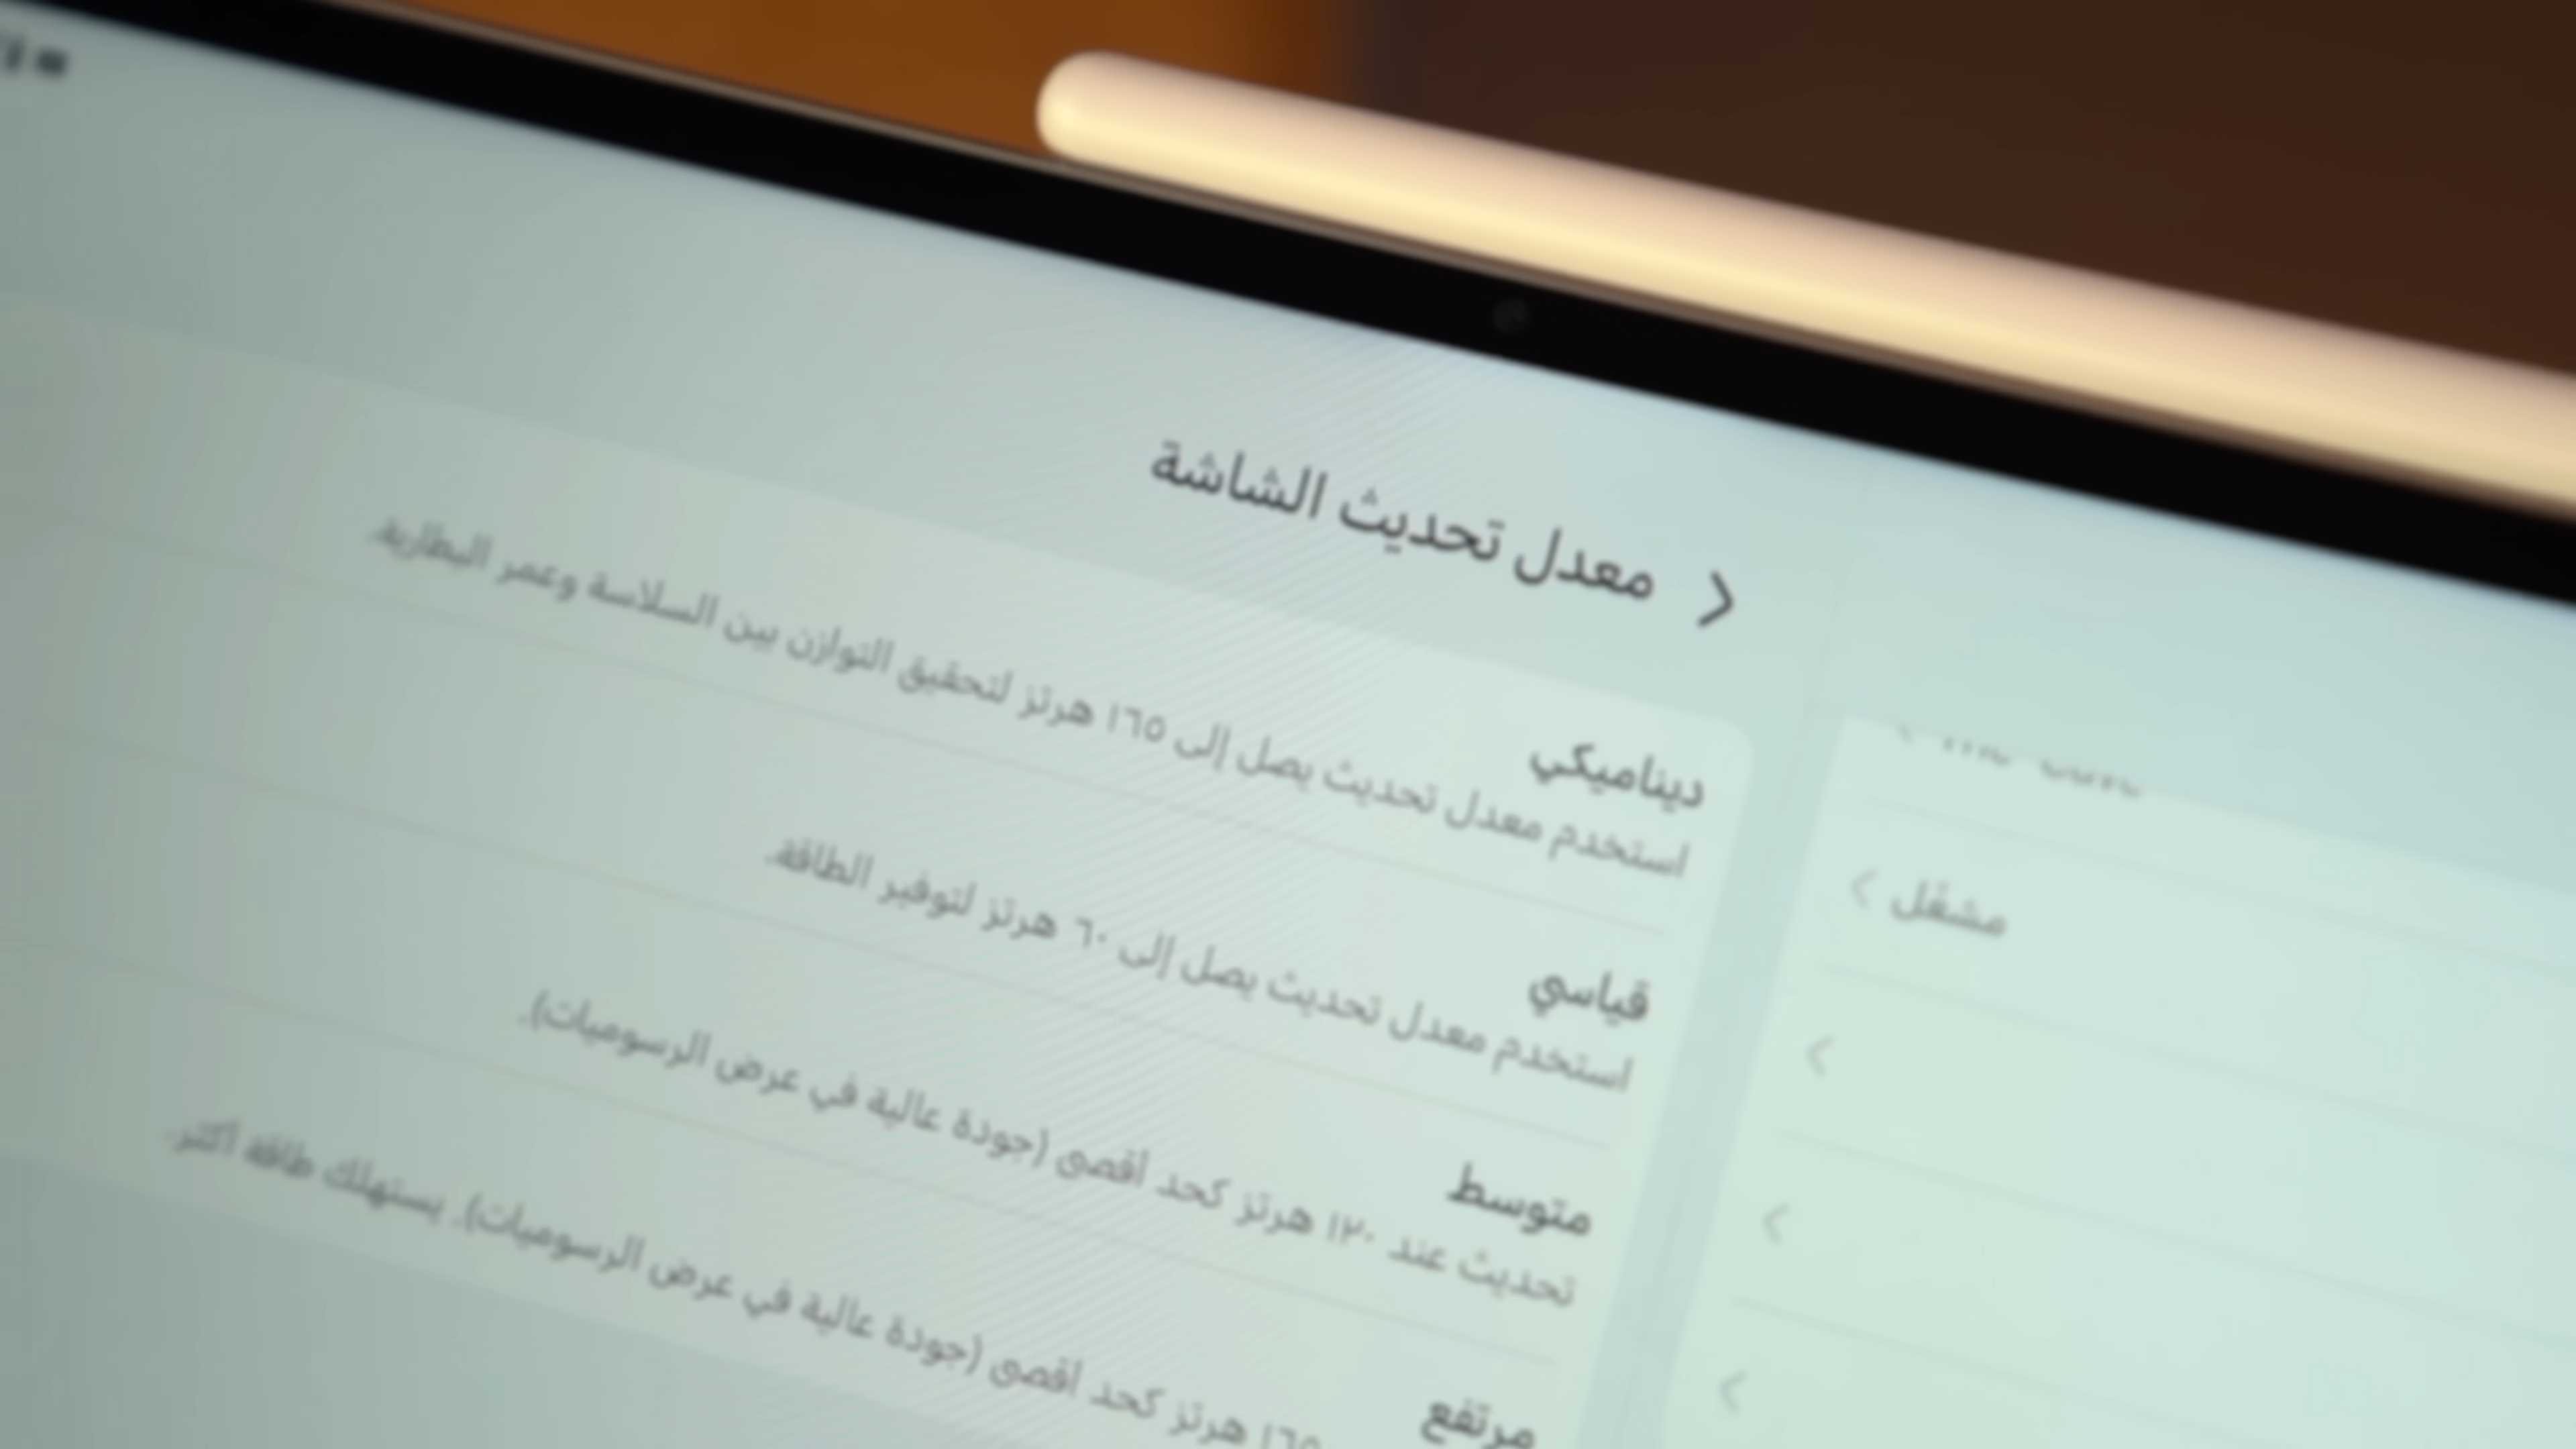 معدل تحديث الشاشة
ديناميكي
استخدم معدل تحديث يصل إلى ١٦٥ هرتز لتحقيق التوازن بين السلاسة وعمر البطارية.
قياسي
استخدم معدل تحديث يصل إلى ٦٠ هرتز لتوفير الطاقة.
متوسط
تحديث عند ١٢٠ هرتز كحد أقصى (جودة عالية في عرض الرسوميات).
مرتفع
١٦٥ هرتز كحد أقصى (جودة عالية في عرض الرسوميات). يستهلك طاقة أكثر.
مشغّل